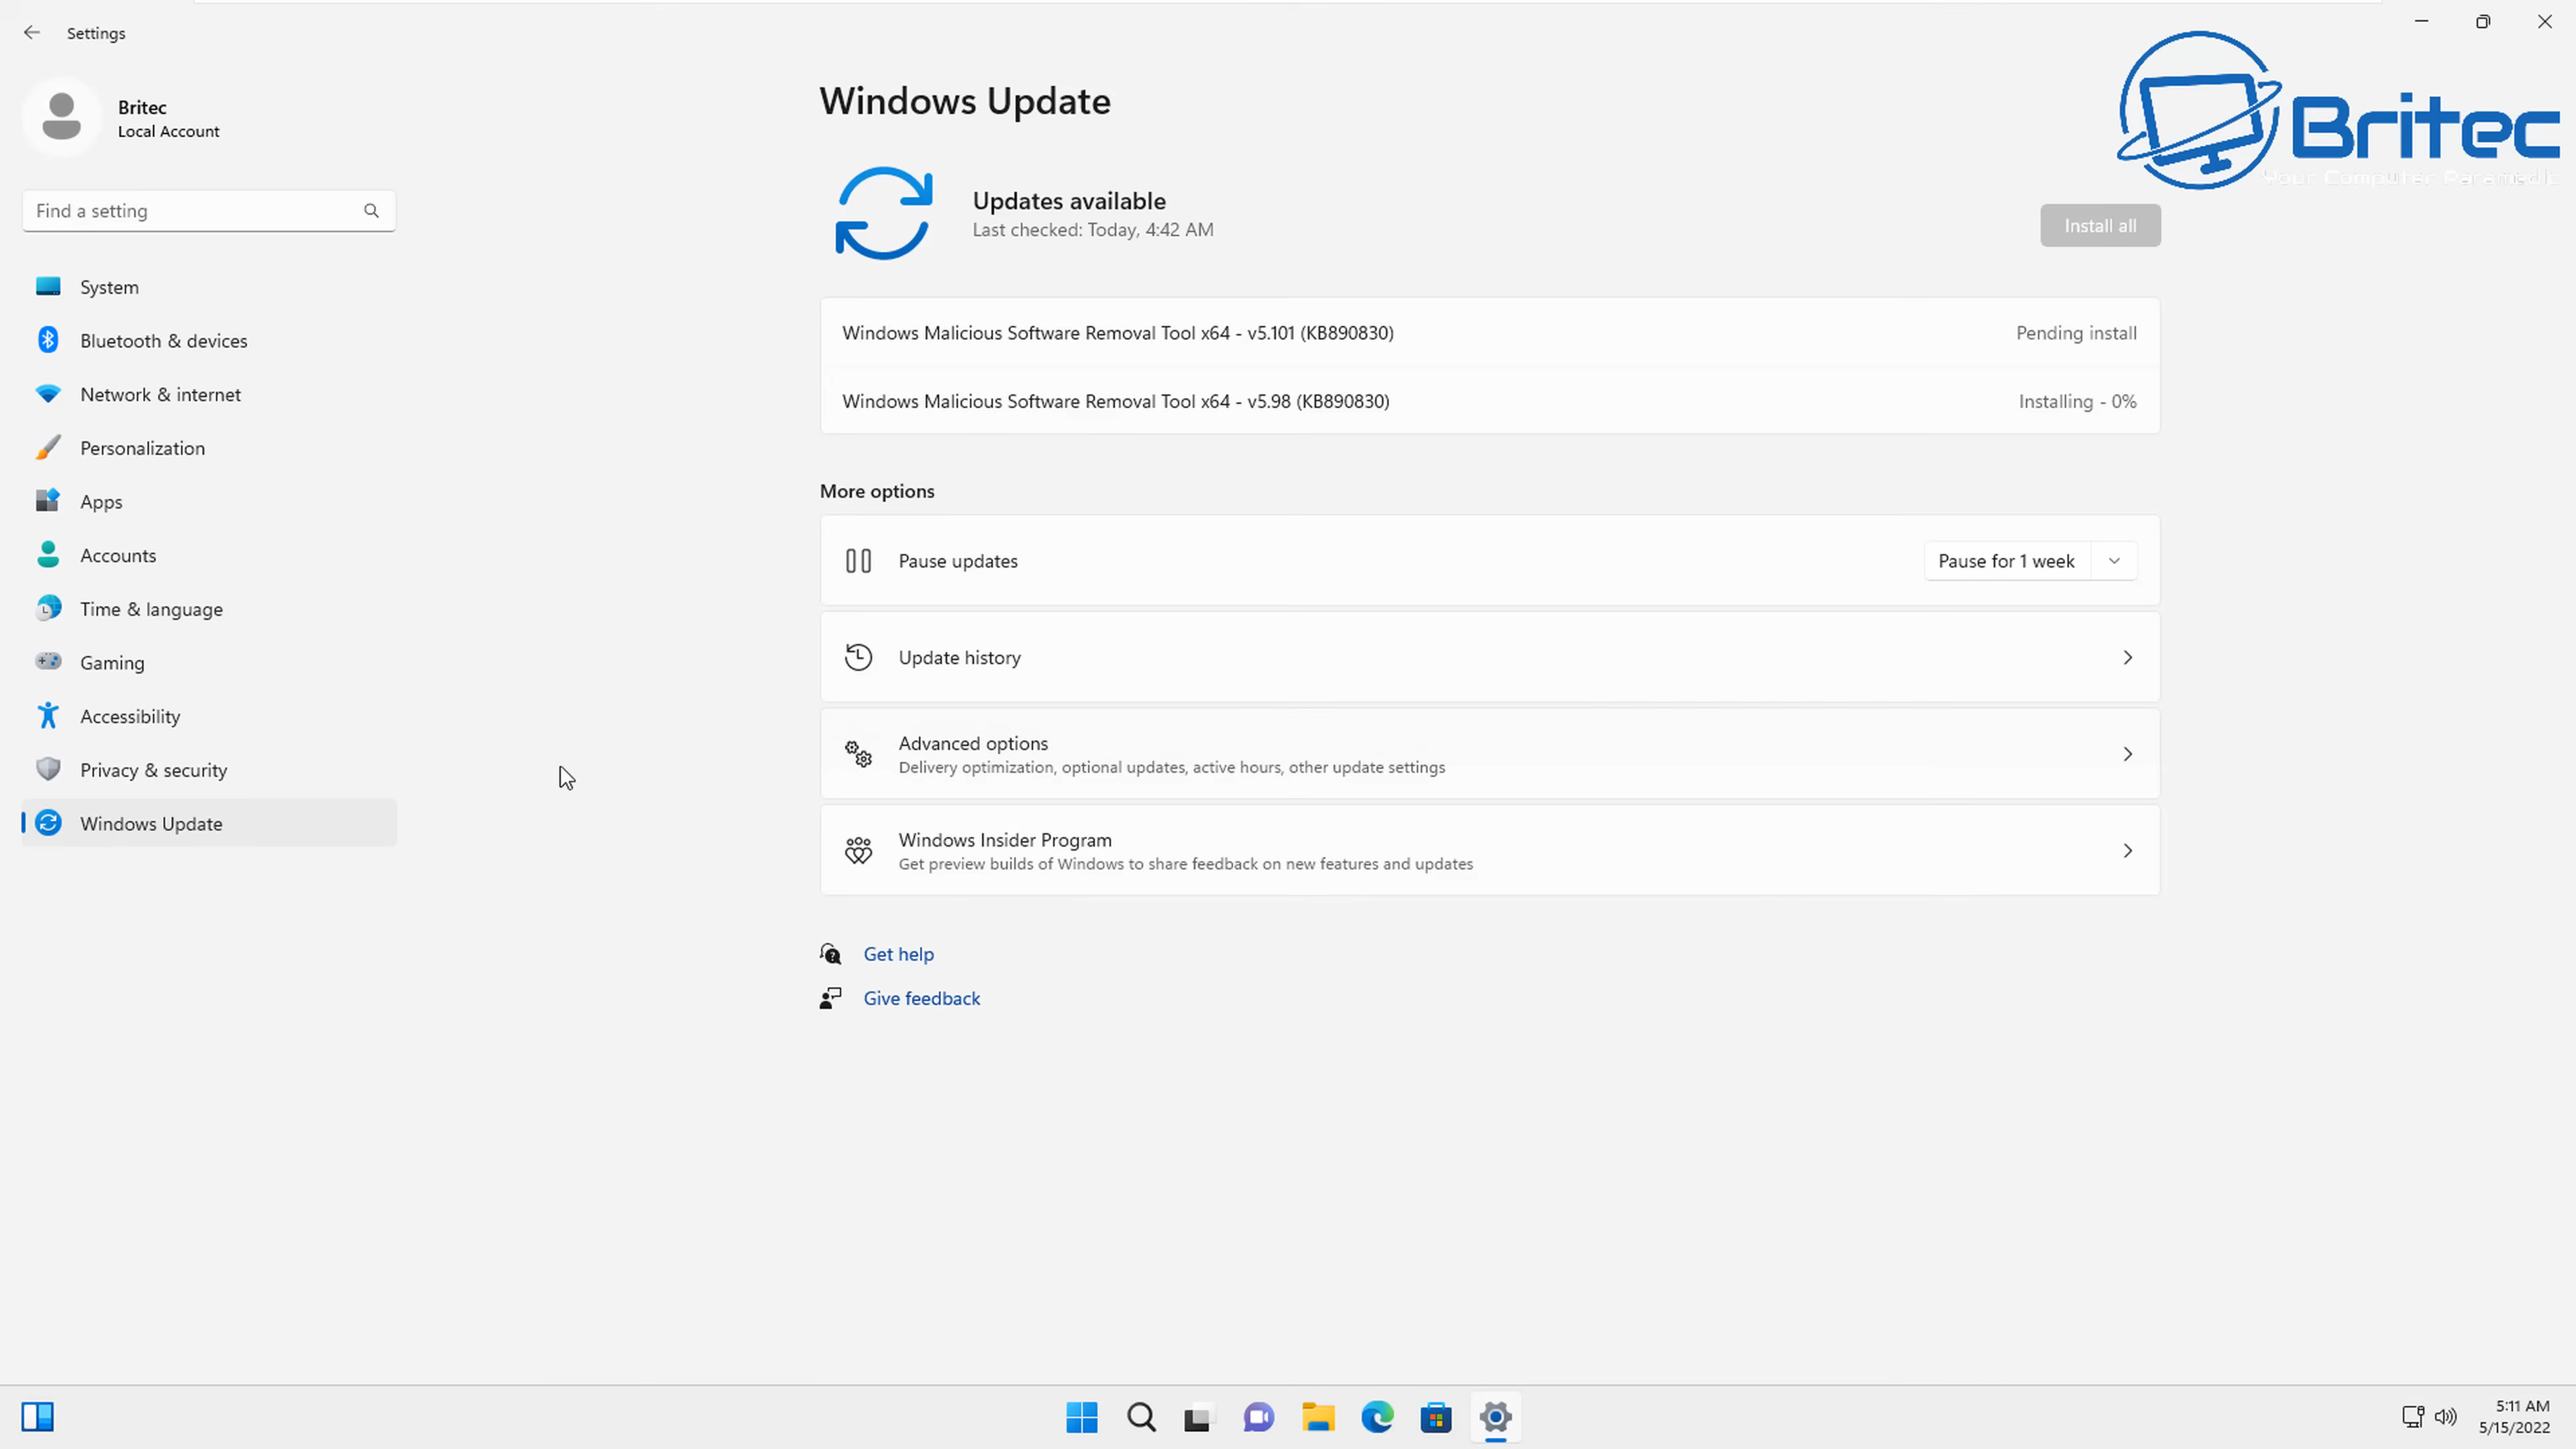 Settings
Britec
Local Account
Find a setting
System
Bluetooth & devices
Network & internet
Personalization
Apps
Accounts
Time & language
Gaming
Accessibility
Privacy & security
Windows Update
Windows Update
Updates available
Last checked: Today, 4:42 AM
Install all
Britec
Your Computer Paramedic
Windows Malicious Software Removal Tool x64 - v5.101 (KB890830)
Pending install
Windows Malicious Software Removal Tool x64 - v5.98 (KB890830)
Installing - 0%
More options
Pause updates
Pause for 1 week
Update history
Advanced options
Delivery optimization, optional updates, active hours, other update settings
Windows Insider Program
Get preview builds of Windows to share feedback on new features and updates
Get help
Give feedback
5:11 AM
5/15/2022